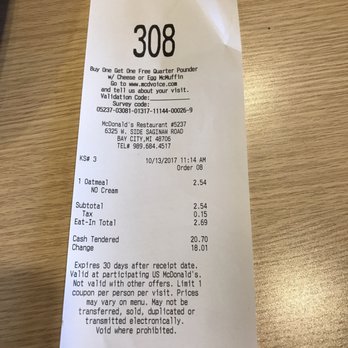 308
Buy One Get One Free Quarter Pounder
w/ Cheese or Egg McMuffin
Go to www.mcdvoice.com
and tell us about your visit.
Validation Code:
Survey code:
05237-03081-01317-11144-00026-9
McDonald's Restaurant #5237
6325 W. SIDE SAGINAW ROAD
BAY CITY,MI 48706
TEL# 989.684.4517
KS# 3 10/13/2017 11:14 AM
Order 08
1 Oatmeal 2.54
NO Cream
Subtotal 2.54
Tax 0.15
Eat-In Total 2.69
Cash Tendered 20.70
Change 18.01
Expires 30 days after receipt date.
Valid at participating US McDonald's.
Not valid with other offers. Limit 1
coupon per person per visit. Prices
may vary on menu. May not be
transferred, sold, duplicated or
transmitted electronically.
Void where prohibited.